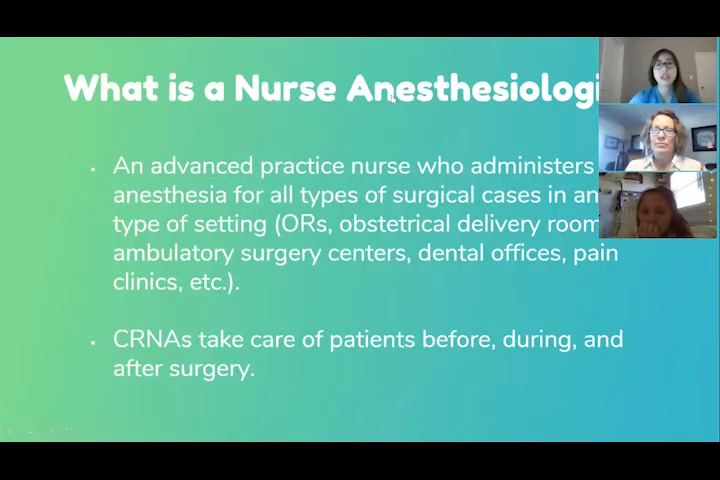 What is a Nurse Anesthesiologi
An advanced practice nurse who administers
anesthesia for all types of surgical cases in an
type of setting (ORs, obstetrical delivery room
ambulatory surgery centers, dental offices, pain
clinics, etc.).
CRNAs take care of patients before, during, and
after surgery.